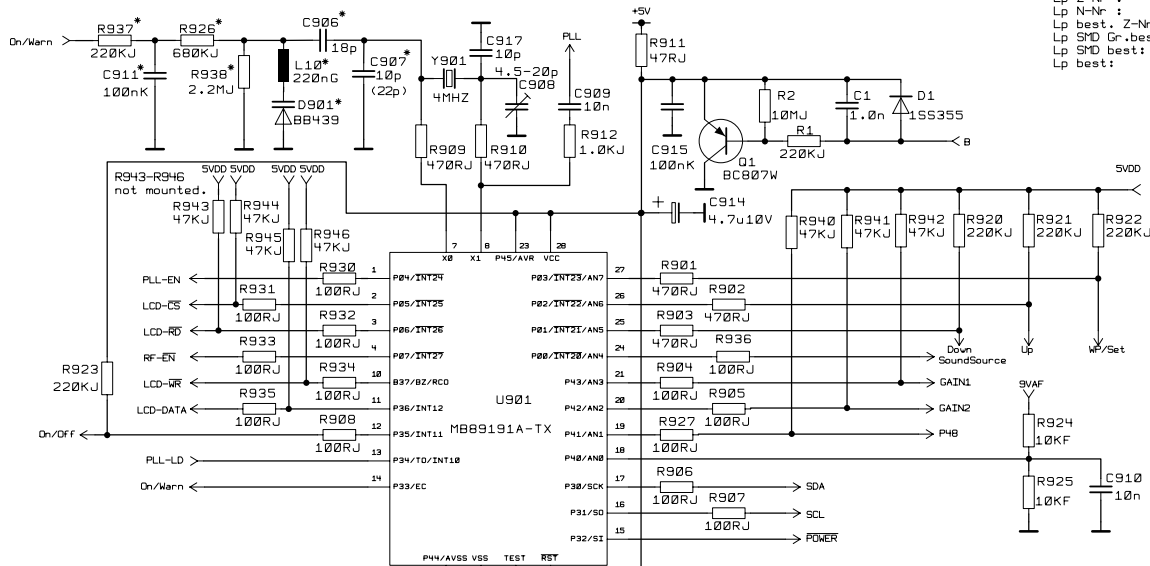 Lp Z-Nr :
Lp N-Nr :
Lp best. Z-Nr
Lp SMD Gr.bes
Lp SMD best:
Lp best:
On/Warn
R937*
220KJ
C911*
100nK
R926*
680KJ
R938*
2.2MJ
L10*
220nG
D901*
BB439
C906*
18p
C907*
10p
(22p)
Y901
4MHZ
C917
10p
4.5-20p
C908
PLL
C909
10n
R912
1.0KJ
R909
470RJ
R910
470RJ
+5V
R911
47RJ
C915
100nK
Q1
BC807W
R2
10MJ
R1
220KJ
C1
1.0n
D1
1SS355
B
+ C914
4.7u10V
R943-R946
not mounted.
5VDD
5VDD
5VDD
5VDD
R943
47KJ
R944
47KJ
R945
47KJ
R946
47KJ
5VDD
R940
47KJ
R941
47KJ
R942
47KJ
R920
220KJ
R921
220KJ
R922
220KJ
7 8 23 28
X0 X1 P45/AVR VCC
PLL-EN R930 100RJ 1 P04/INT24
LCD-CS R931 100RJ 2 P05/INT25
LCD-RD R932 100RJ 3 P06/INT26
RF-EN R933 100RJ 4 P07/INT27
LCD-WR R934 100RJ 10 B37/BZ/RCO
LCD-DATA R935 100RJ 11 P36/INT12
On/Off R908 100RJ 12 P35/INT11
PLL-LD 13 P34/TO/INT10
On/Warn 14 P33/EC
R923
220KJ
U901
MB89191A-TX
P03/INT23/AN7 27 R901 470RJ
P02/INT22/AN6 26 R902 470RJ
P01/INT21/AN5 25 R903 470RJ
P00/INT20/AN4 24 R936 100RJ
P43/AN3 21 R904 100RJ GAIN1
P42/AN2 20 R905 100RJ GAIN2
P41/AN1 19 R927 100RJ P4B
P40/AN0 18
P30/SCK 17 R906 100RJ SDA
P31/SO 16 R907 100RJ SCL
P32/SI 15 POWER
Down
SoundSource
Up
WP/Set
9VAF
R924
10KF
R925
10KF
C910
10n
P44/AVSS VSS TEST RST